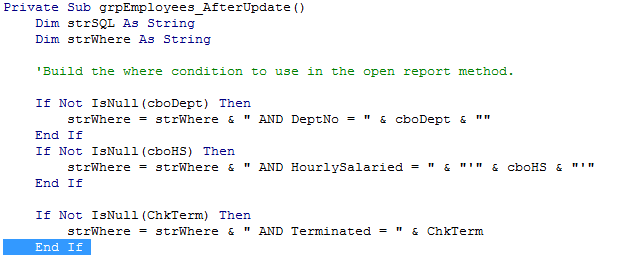 Private Sub grpEmployees_AfterUpdate()
    Dim strSQL As String
    Dim strWhere As String

    'Build the where condition to use in the open report method.

    If Not IsNull(cboDept) Then
        strWhere = strWhere & " AND DeptNo = " & cboDept & ""
    End If
    If Not IsNull(cboHS) Then
        strWhere = strWhere & " AND HourlySalaried = " & "'" & cboHS & "'"
    End If

    If Not IsNull(ChkTerm) Then
        strWhere = strWhere & " AND Terminated = " & ChkTerm
    End If